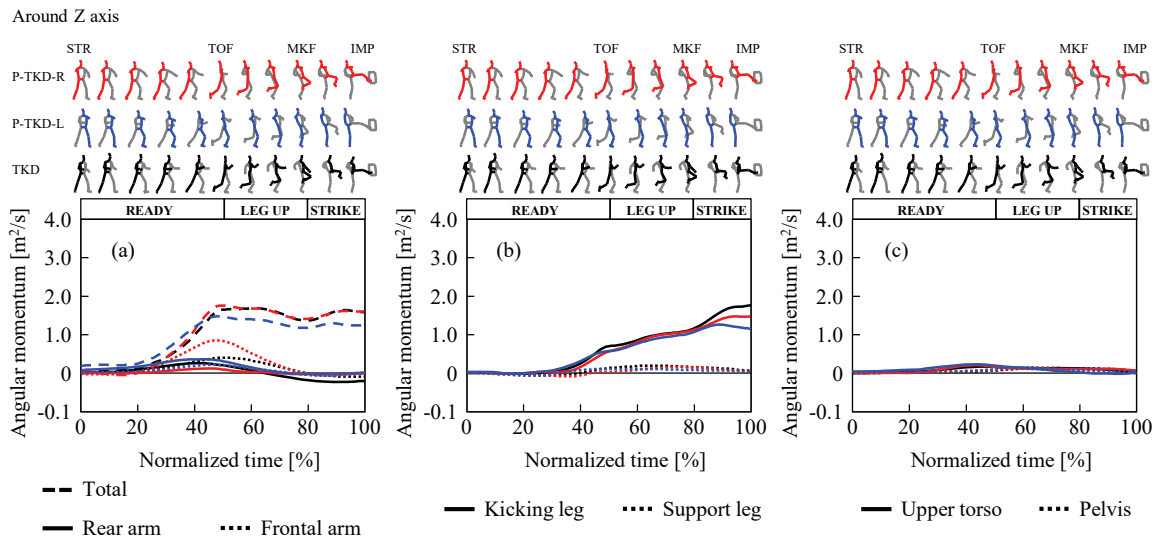 Around Z axis
STR TOF MKF IMP STR TOF MKF IMP STR TOF MKF IMP
P-TKD-R
P-TKD-L
TKD
READY LEG UP STRIKE READY LEG UP STRIKE READY LEG UP STRIKE
Angular momentum [m²/s]
4.0
3.0
2.0
1.0
0
-0.1
(a)
0 20 40 60 80 100
Normalized time [%]
Total
Rear arm Frontal arm
Angular momentum [m²/s]
4.0
3.0
2.0
1.0
0
-0.1
(b)
0 20 40 60 80 100
Normalized time [%]
Kicking leg Support leg
Angular momentum [m²/s]
4.0
3.0
2.0
1.0
0
-0.1
(c)
0 20 40 60 80 100
Normalized time [%]
Upper torso Pelvis